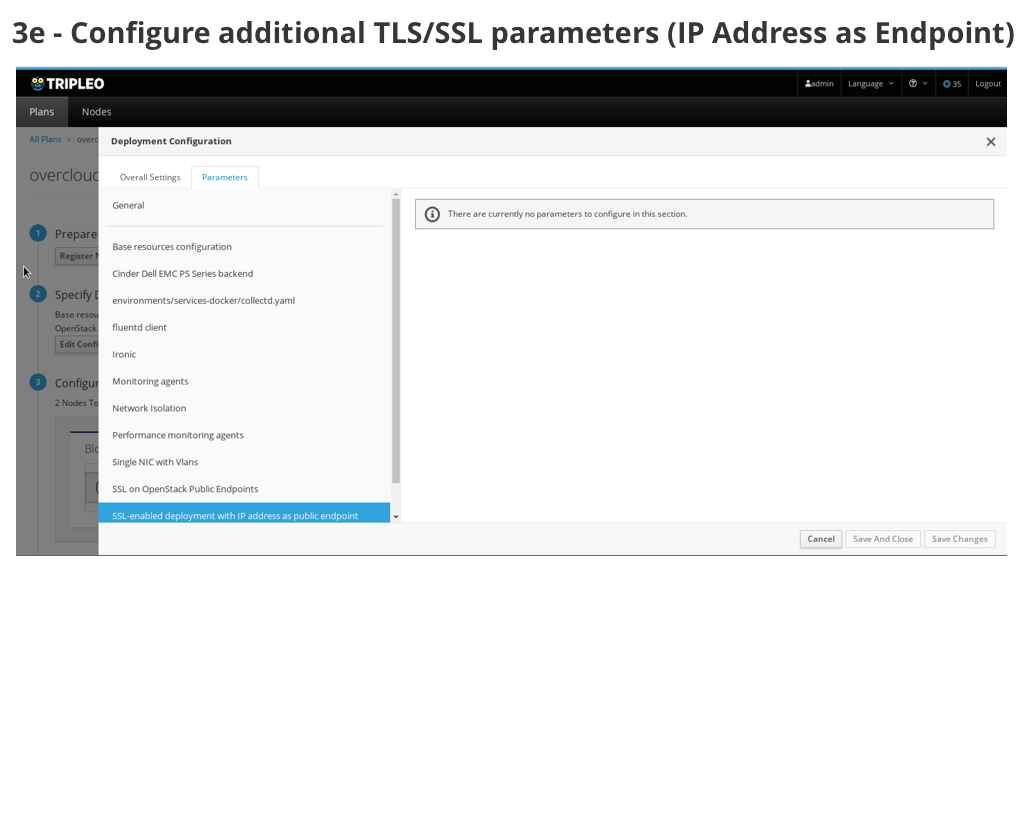 3e - Configure additional TLS/SSL parameters (IP Address as Endpoint)
TRIPLEO
admin
Language
35
Logout
Plans
Nodes
All Plans > overc
Deployment Configuration
overcloud
Overall Settings
Parameters
General
There are currently no parameters to configure in this section.
1
Prepare
Register
Base resources configuration
Cinder Dell EMC PS Series backend
2
Specify
Base resou
OpenStack
Edit Confi
environments/services-docker/collectd.yaml
fluentd client
Ironic
3
Configur
2 Nodes To
Monitoring agents
Network Isolation
Performance monitoring agents
Blo
Single NIC with Vlans
SSL on OpenStack Public Endpoints
SSL-enabled deployment with IP address as public endpoint
Cancel
Save And Close
Save Changes